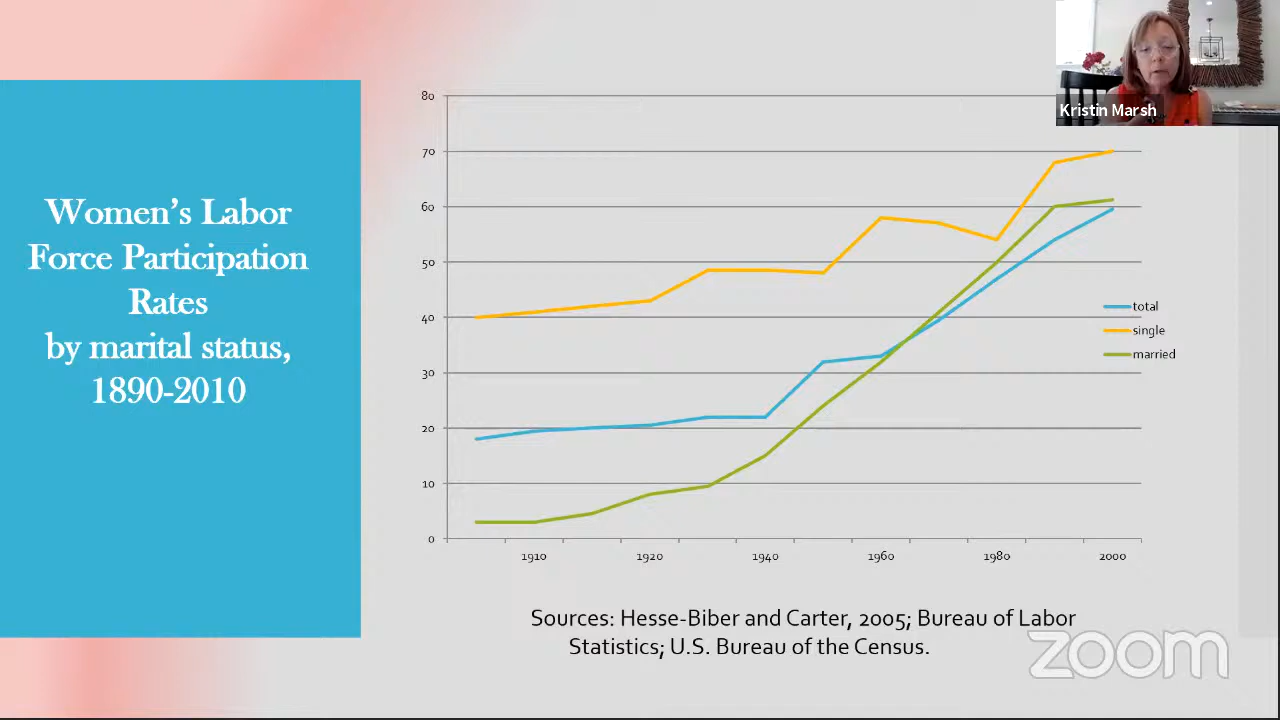 Kristin Marsh
Women's Labor
Force Participation
Rates
by marital status,
1890-2010
80
70
60
50
40
30
20
10
0
1910
1920
1940
1960
1980
2000
total
single
married
Sources: Hesse-Biber and Carter, 2005; Bureau of Labor
Statistics; U.S. Bureau of the Census.
zoom